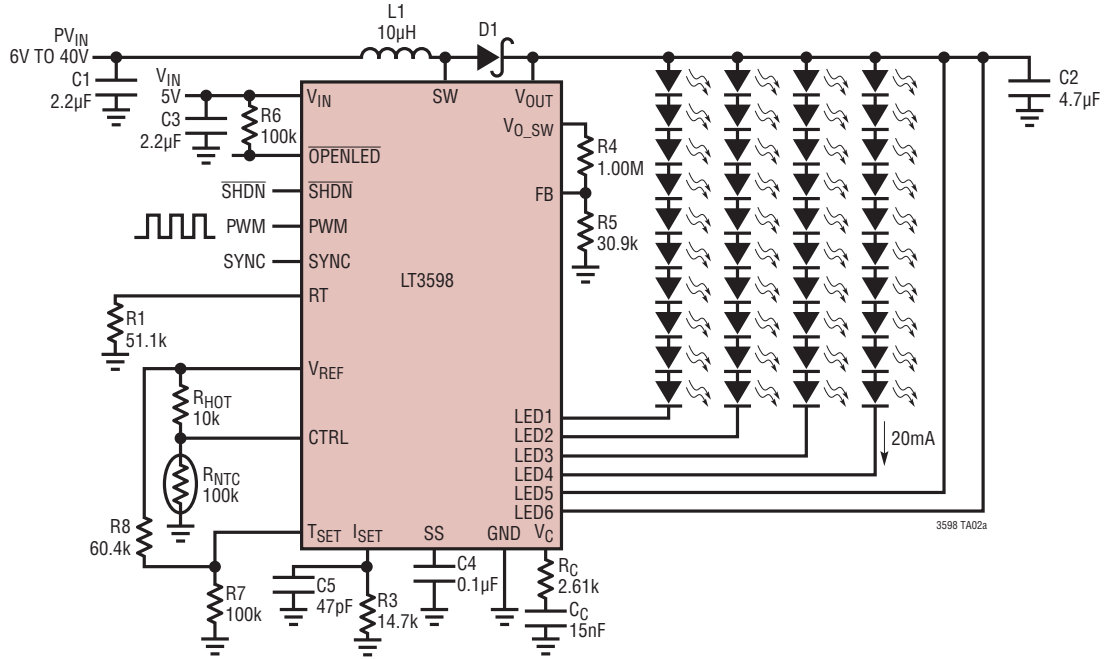 L1
10µH
D1
PVIN
6V TO 40V
C1
2.2µF
VIN
5V
C3
2.2µF
R6
100k
VIN
SW
VOUT
VO_SW
OPENLED
SHDN
SHDN
PWM
PWM
SYNC
SYNC
RT
R1
51.1k
LT3598
FB
R4
1.00M
R5
30.9k
C2
4.7µF
VREF
RHOT
10k
CTRL
RNTC
100k
R8
60.4k
R7
100k
LED1
LED2
LED3
LED4
LED5
LED6
20mA
TSET
ISET
SS
GND
VC
C5
47pF
R3
14.7k
C4
0.1µF
RC
2.61k
CC
15nF
3598 TA02a